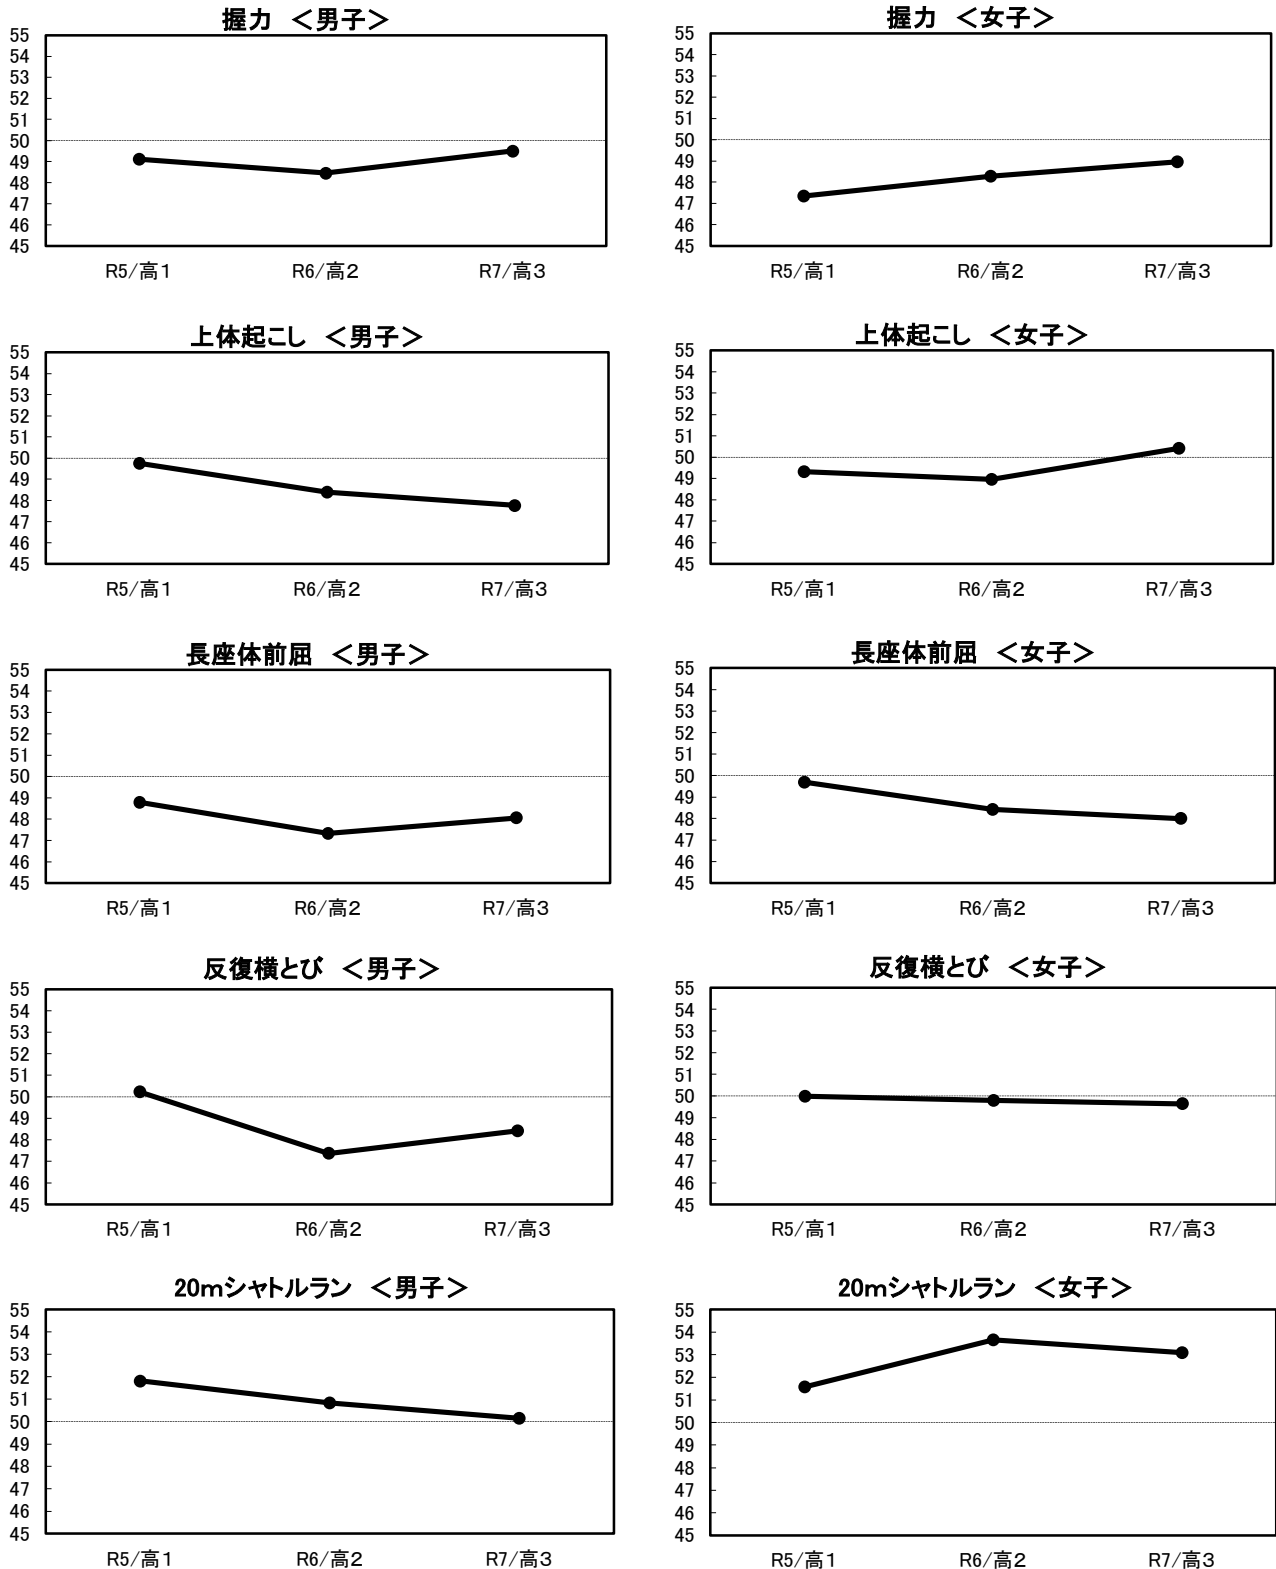 握力　＜男子＞
55
54
53
52
51
50
49
48
47
46
45
R5/高１
R6/高２
R7/高３
握力　＜女子＞
55
54
53
52
51
50
49
48
47
46
45
R5/高１
R6/高２
R7/高３
上体起こし　＜男子＞
55
54
53
52
51
50
49
48
47
46
45
R5/高１
R6/高２
R7/高３
上体起こし　＜女子＞
55
54
53
52
51
50
49
48
47
46
45
R5/高１
R6/高２
R7/高３
長座体前屈　＜男子＞
55
54
53
52
51
50
49
48
47
46
45
R5/高１
R6/高２
R7/高３
長座体前屈　＜女子＞
55
54
53
52
51
50
49
48
47
46
45
R5/高１
R6/高２
R7/高３
反復横とび　＜男子＞
55
54
53
52
51
50
49
48
47
46
45
R5/高１
R6/高２
R7/高３
反復横とび　＜女子＞
55
54
53
52
51
50
49
48
47
46
45
R5/高１
R6/高２
R7/高３
20mシャトルラン　＜男子＞
55
54
53
52
51
50
49
48
47
46
45
R5/高１
R6/高２
R7/高３
20mシャトルラン　＜女子＞
55
54
53
52
51
50
49
48
47
46
45
R5/高１
R6/高２
R7/高３